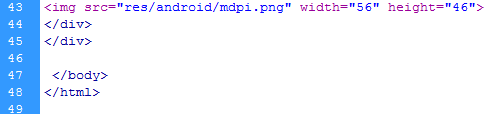 43 <img src="res/android/mdpi.png" width="56" height="46">
44 </div>
45 </div>
46
47  </body>
48 </html>
49